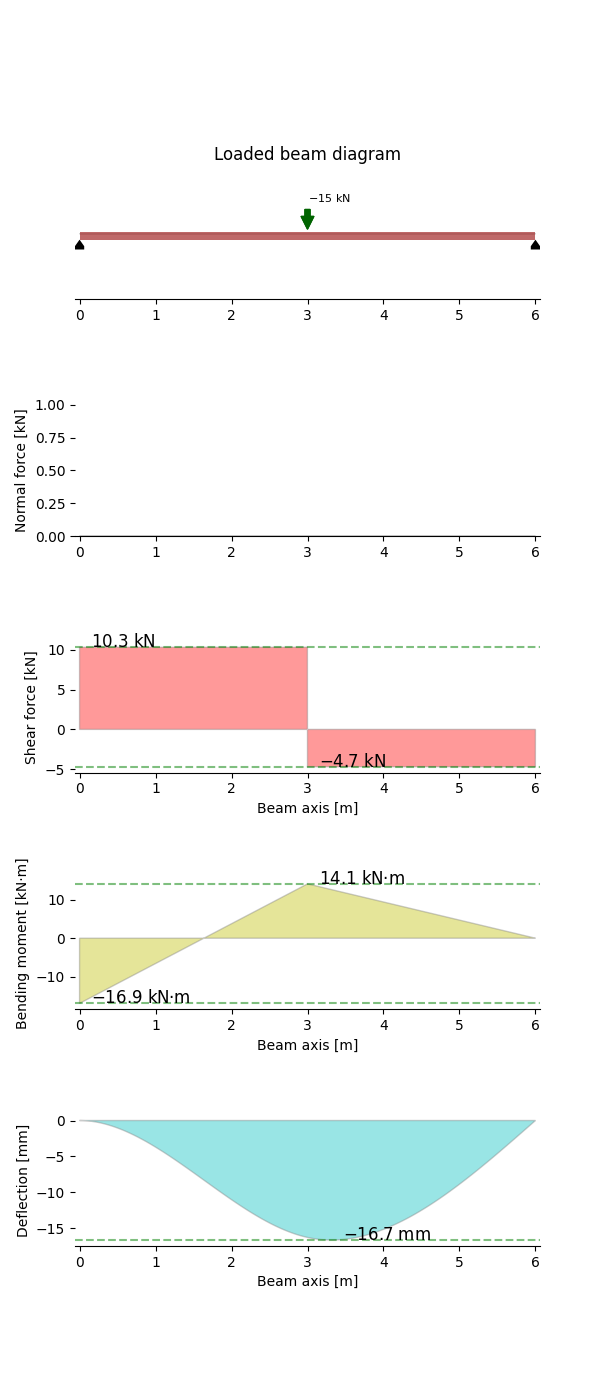 Loaded beam diagram
−15 kN
0 1 2 3 4 5 6
Normal force [kN]
1.00
0.75
0.50
0.25
0.00
0 1 2 3 4 5 6
Shear force [kN]
10.3 kN
10
5
0
−4.7 kN
−5
0 1 2 3 4 5 6
Beam axis [m]
Bending moment [kN·m]
14.1 kN·m
10
0
−10
−16.9 kN·m
0 1 2 3 4 5 6
Beam axis [m]
Deflection [mm]
0
−5
−10
−15
−16.7 mm
0 1 2 3 4 5 6
Beam axis [m]